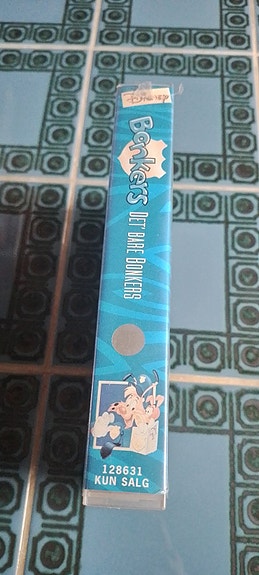 Bonkers
DET' BARE BONKERS
128631
KUN SALG